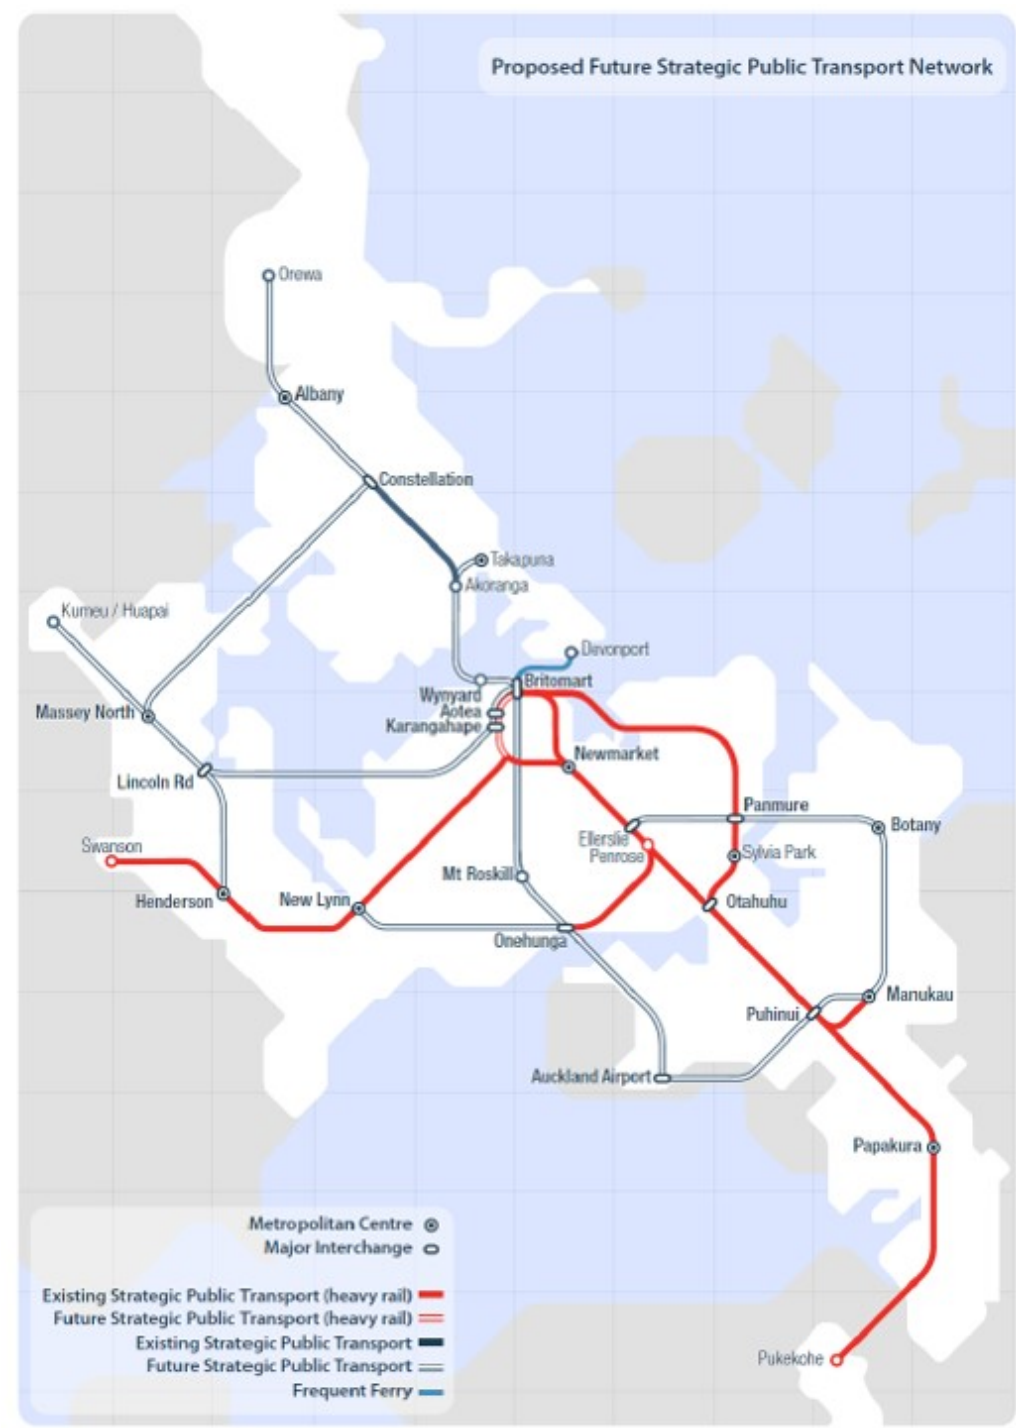 Proposed Future Strategic Public Transport Network
Orewa
Albany
Constellation
Takapuna
Akoranga
Kumeu / Huapai
Devonport
Britomart
Wynyard
Aotea
Karangahape
Massey North
Newmarket
Lincoln Rd
Panmure
Botany
Ellerslie
Penrose
Swanson
Sylvia Park
Mt Roskill
Henderson
New Lynn
Otahuhu
Onehunga
Manukau
Puhinui
Auckland Airport
Papakura
Metropolitan Centre
Major Interchange
Existing Strategic Public Transport (heavy rail)
Future Strategic Public Transport (heavy rail)
Existing Strategic Public Transport
Future Strategic Public Transport
Frequent Ferry
Pukekohe